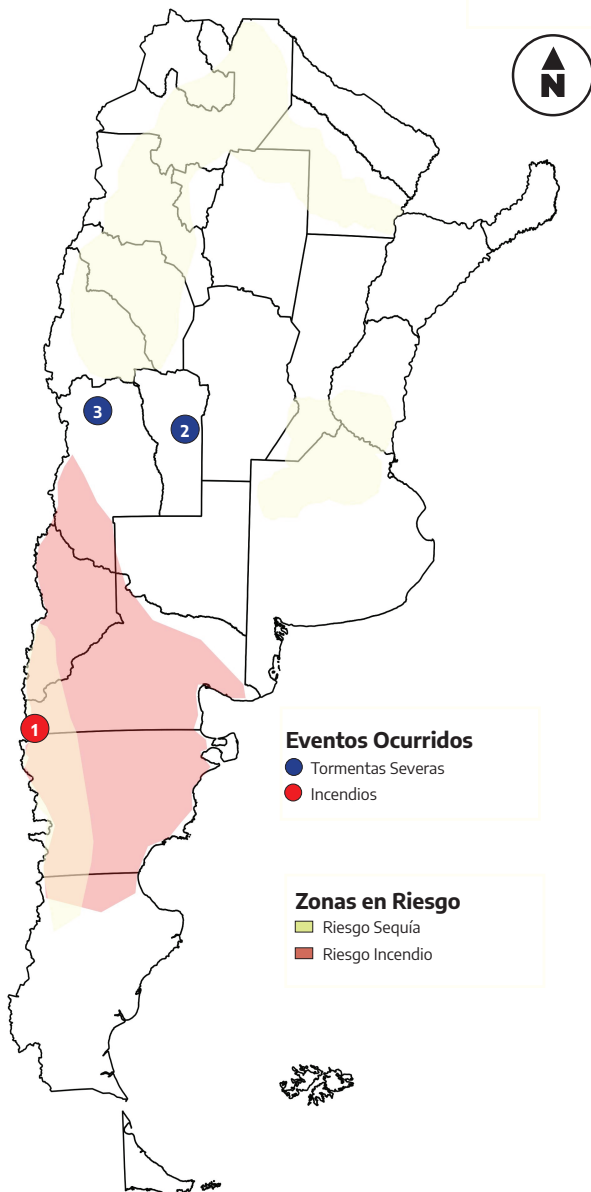 N
3
2
1
Eventos Ocurridos
Tormentas Severas
Incendios
Zonas en Riesgo
Riesgo Sequía
Riesgo Incendio